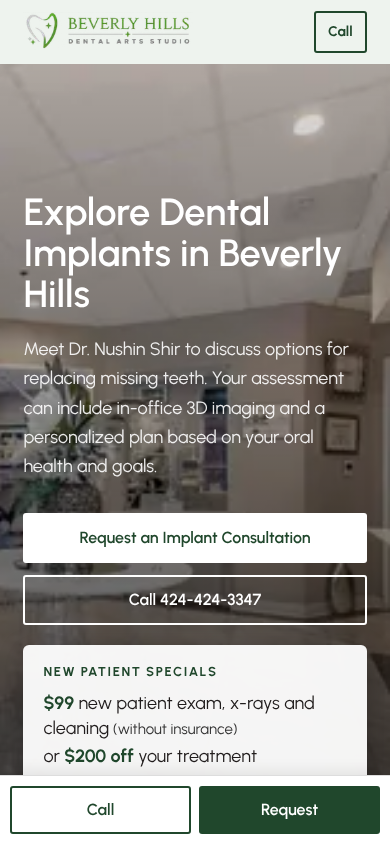 BEVERLY HILLS
DENTAL ARTS STUDIO
Call
Explore Dental
Implants in Beverly
Hills
Meet Dr. Nushin Shir to discuss options for
replacing missing teeth. Your assessment
can include in-office 3D imaging and a
personalized plan based on your oral
health and goals.
Request an Implant Consultation
Call 424-424-3347
NEW PATIENT SPECIALS
$99 new patient exam, x-rays and
cleaning (without insurance)
or $200 off your treatment
Call
Request